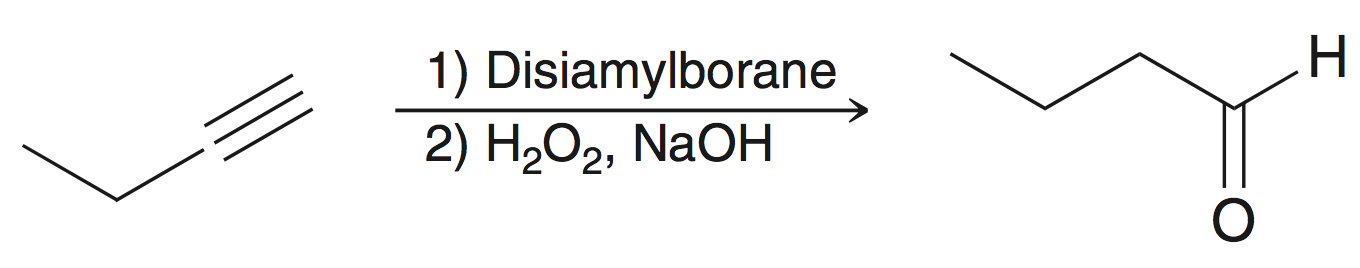 1) Disiamylborane
2) H₂O₂, NaOH
H
O